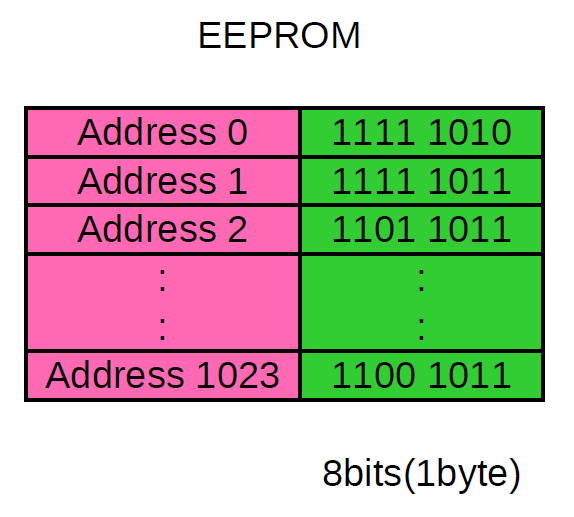 EEPROM
Address 0 1111 1010
Address 1 1111 1011
Address 2 1101 1011
: :
: :
Address 1023 1100 1011
8bits(1byte)